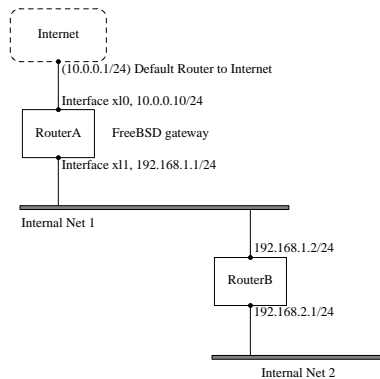 Internet
(10.0.0.1/24) Default Router to Internet
Interface xl0, 10.0.0.10/24
RouterA
FreeBSD gateway
Interface xl1, 192.168.1.1/24
Internal Net 1
192.168.1.2/24
RouterB
192.168.2.1/24
Internal Net 2